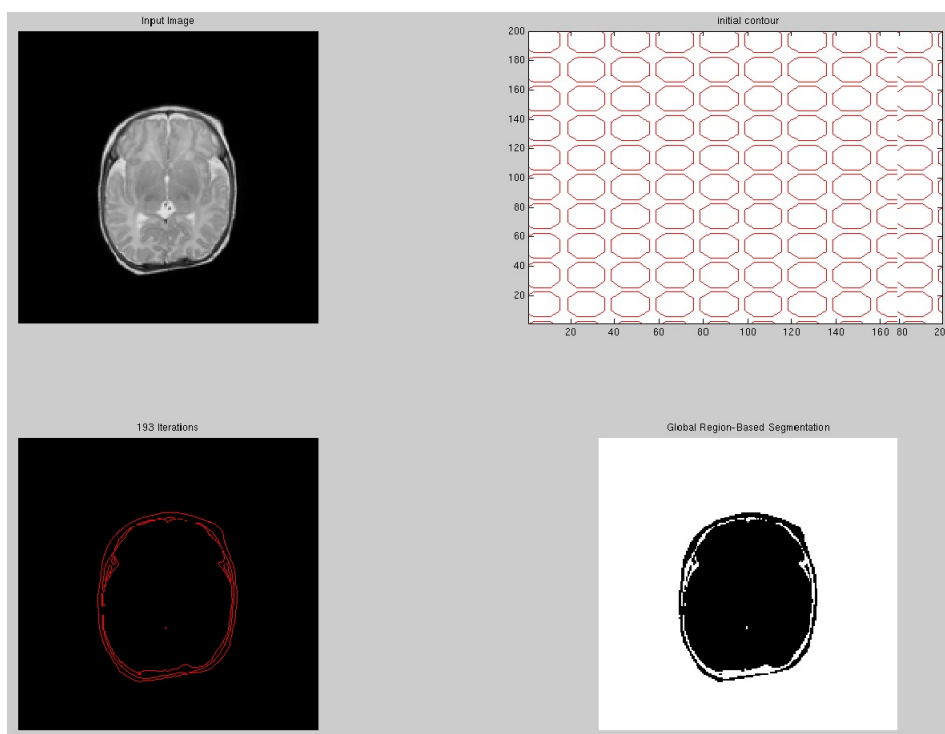 Input Image
initial contour
200
180
160
140
120
100
80
60
40
20
20 40 60 80 100 120 140 160 80 20
193 Iterations
Global Region-Based Segmentation